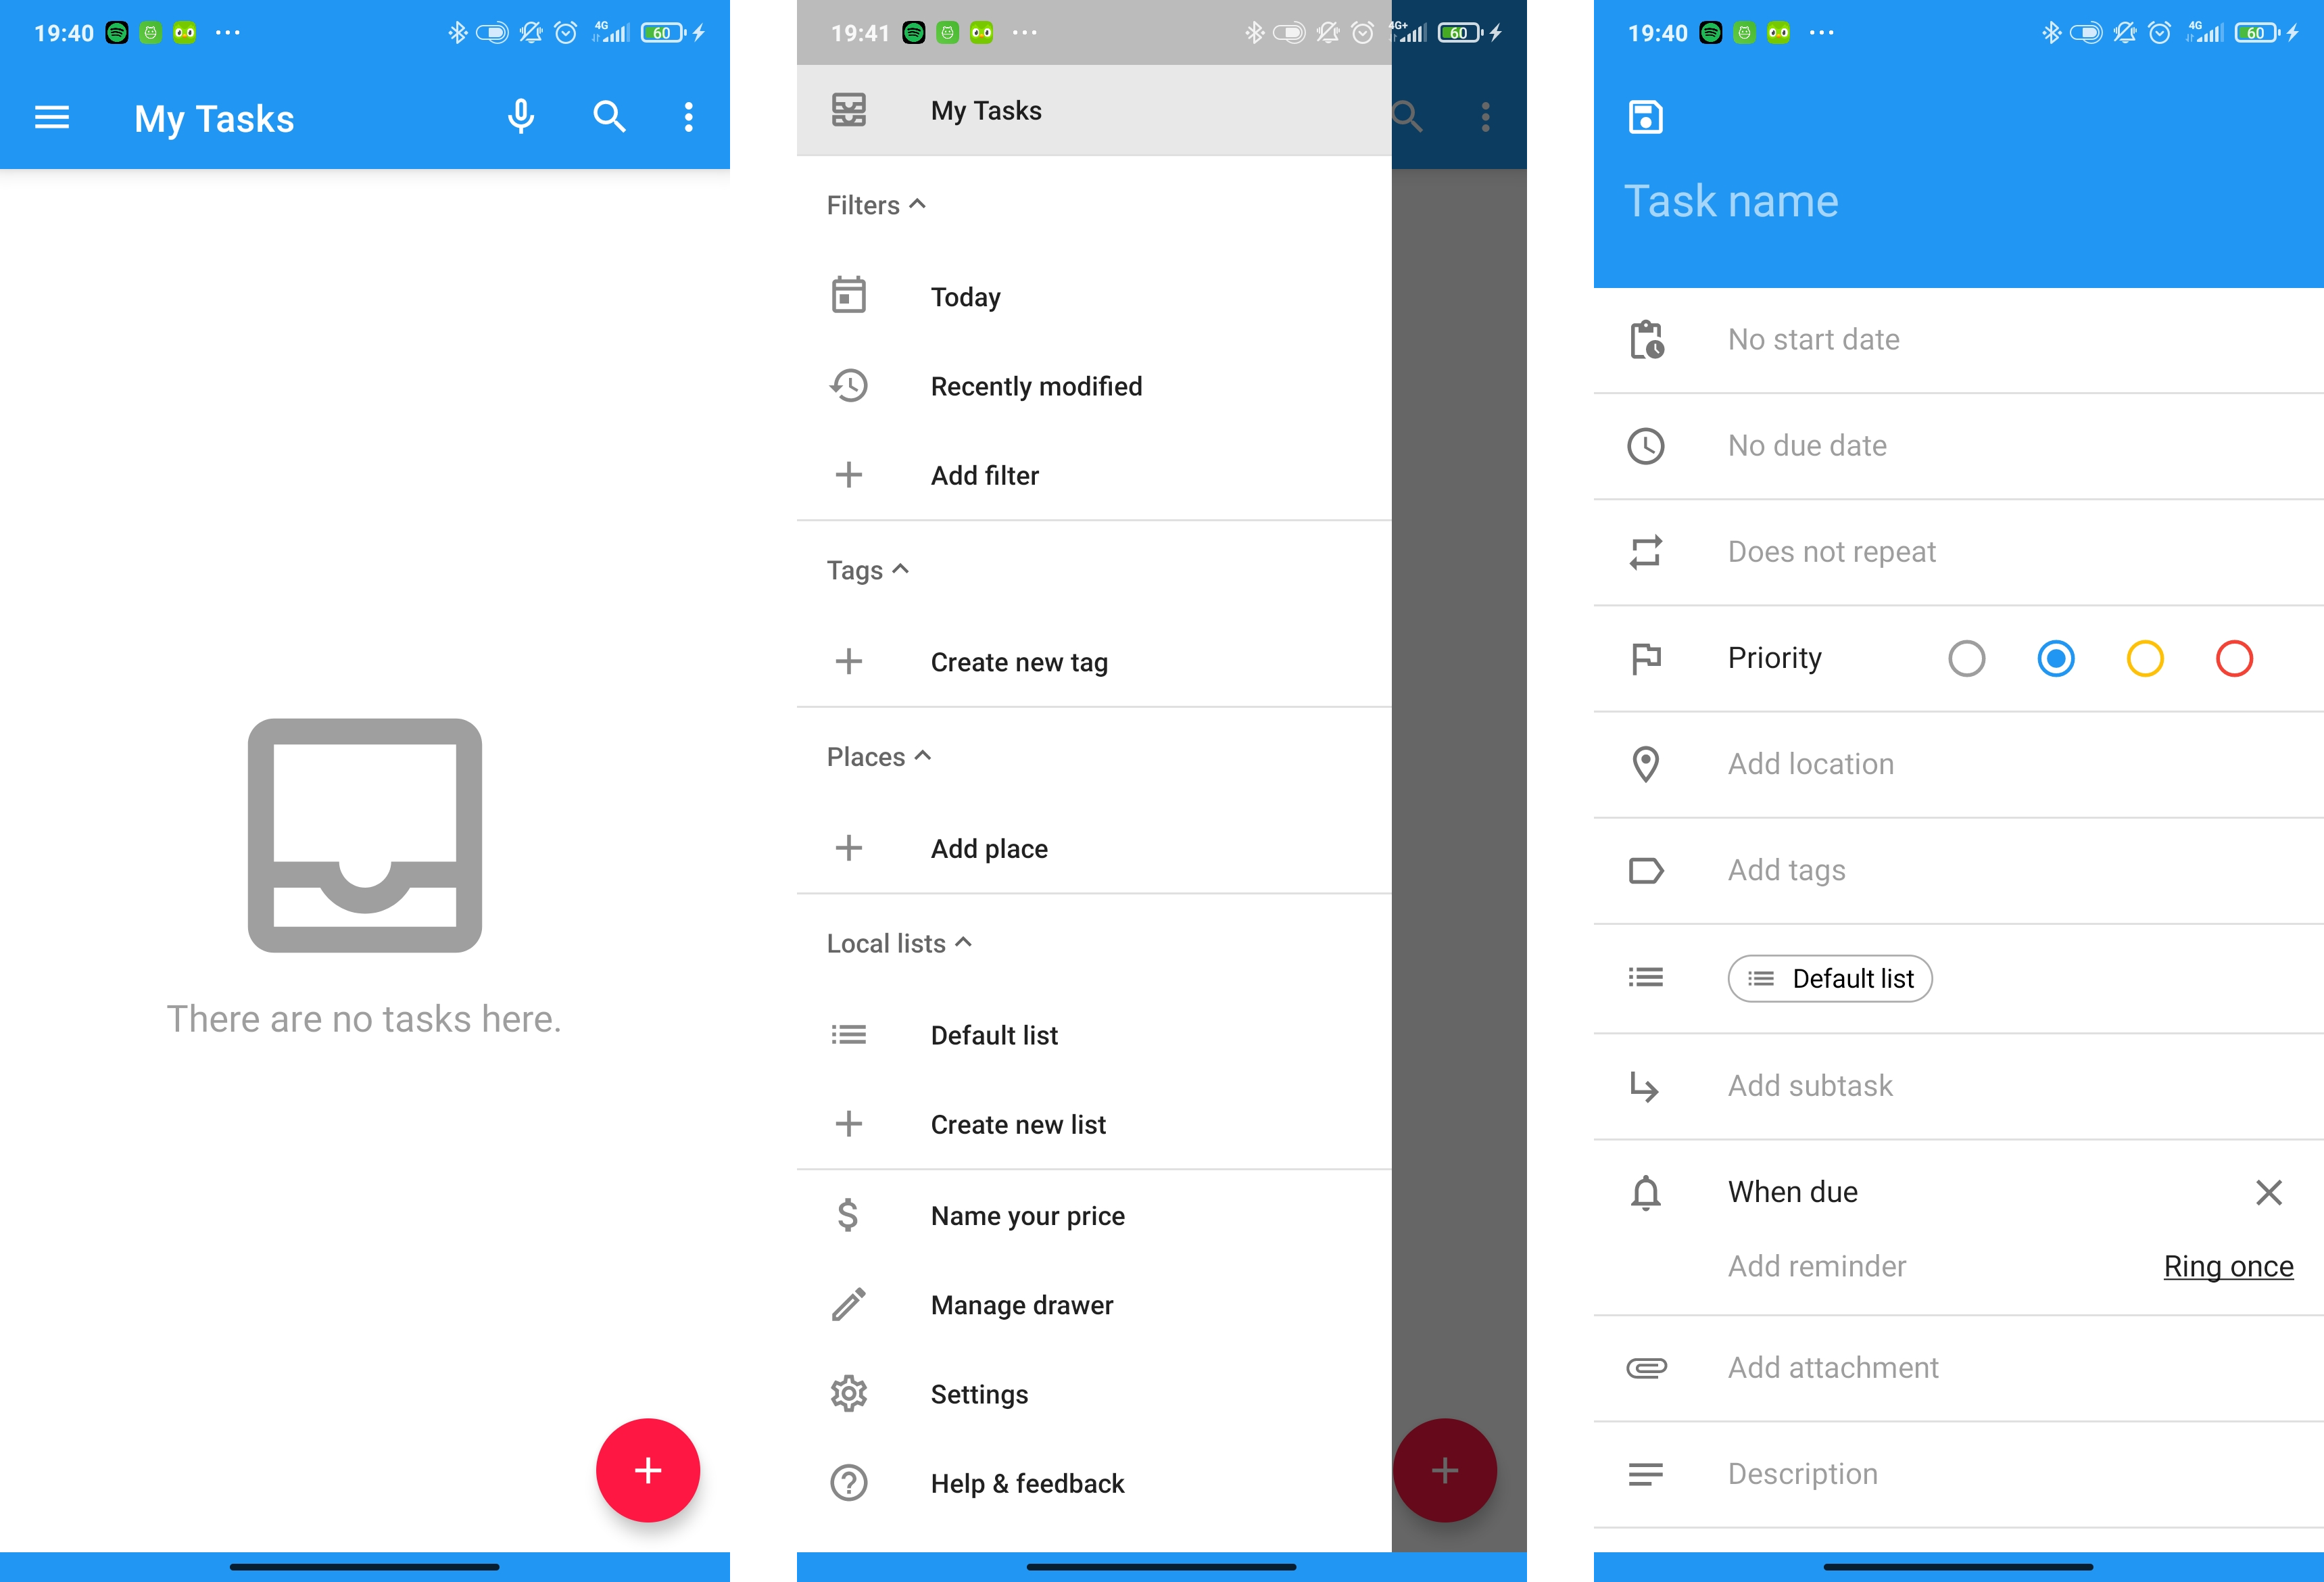 19:40 ... 4G 60
My Tasks
There are no tasks here.
19:41 ... 4G+ 60
My Tasks
Filters
Today
Recently modified
Add filter
Tags
Create new tag
Places
Add place
Local lists
Default list
Create new list
Name your price
Manage drawer
Settings
Help & feedback
19:40 ... 4G 60
Task name
No start date
No due date
Does not repeat
Priority
Add location
Add tags
Default list
Add subtask
When due
Add reminder Ring once
Add attachment
Description